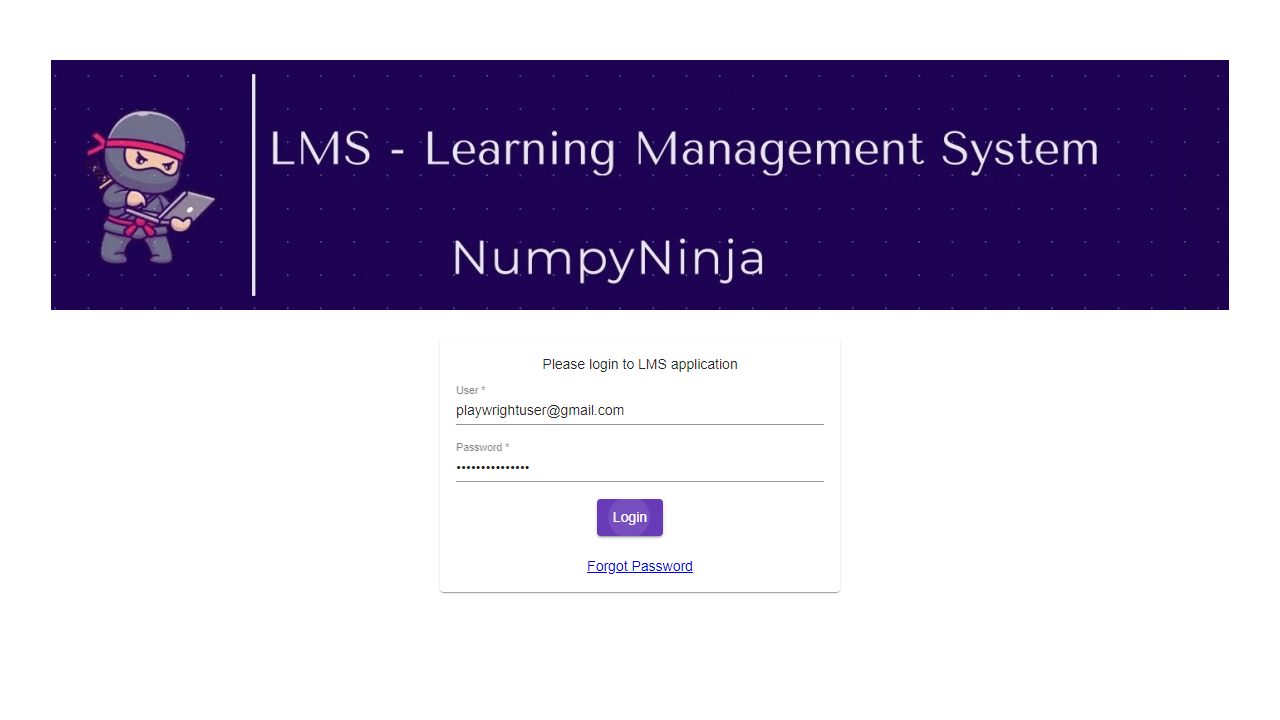 LMS - Learning Management System
NumpyNinja
Please login to LMS application
User *
playwrightuser@gmail.com
Password *
•••••••••••••••
Login
Forgot Password